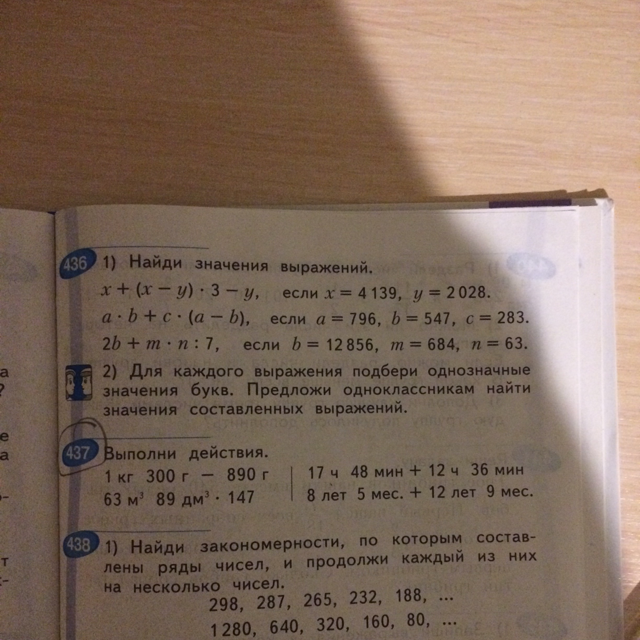 436 1) Найди значения выражений.
x + (x − y) · 3 − y, если x = 4 139, y = 2 028.
a · b + c · (a − b), если a = 796, b = 547, c = 283.
2b + m · n : 7, если b = 12 856, m = 684, n = 63.
2) Для каждого выражения подбери однозначные
значения букв. Предложи одноклассникам найти
значения составленных выражений.
437 Выполни действия.
1 кг 300 г − 890 г
63 м³ 89 дм³ · 147
17 ч 48 мин + 12 ч 36 мин
8 лет 5 мес. + 12 лет 9 мес.
438 1) Найди закономерности, по которым состав-
лены ряды чисел, и продолжи каждый из них
на несколько чисел.
298, 287, 265, 232, 188, ...
1 280, 640, 320, 160, 80, ...